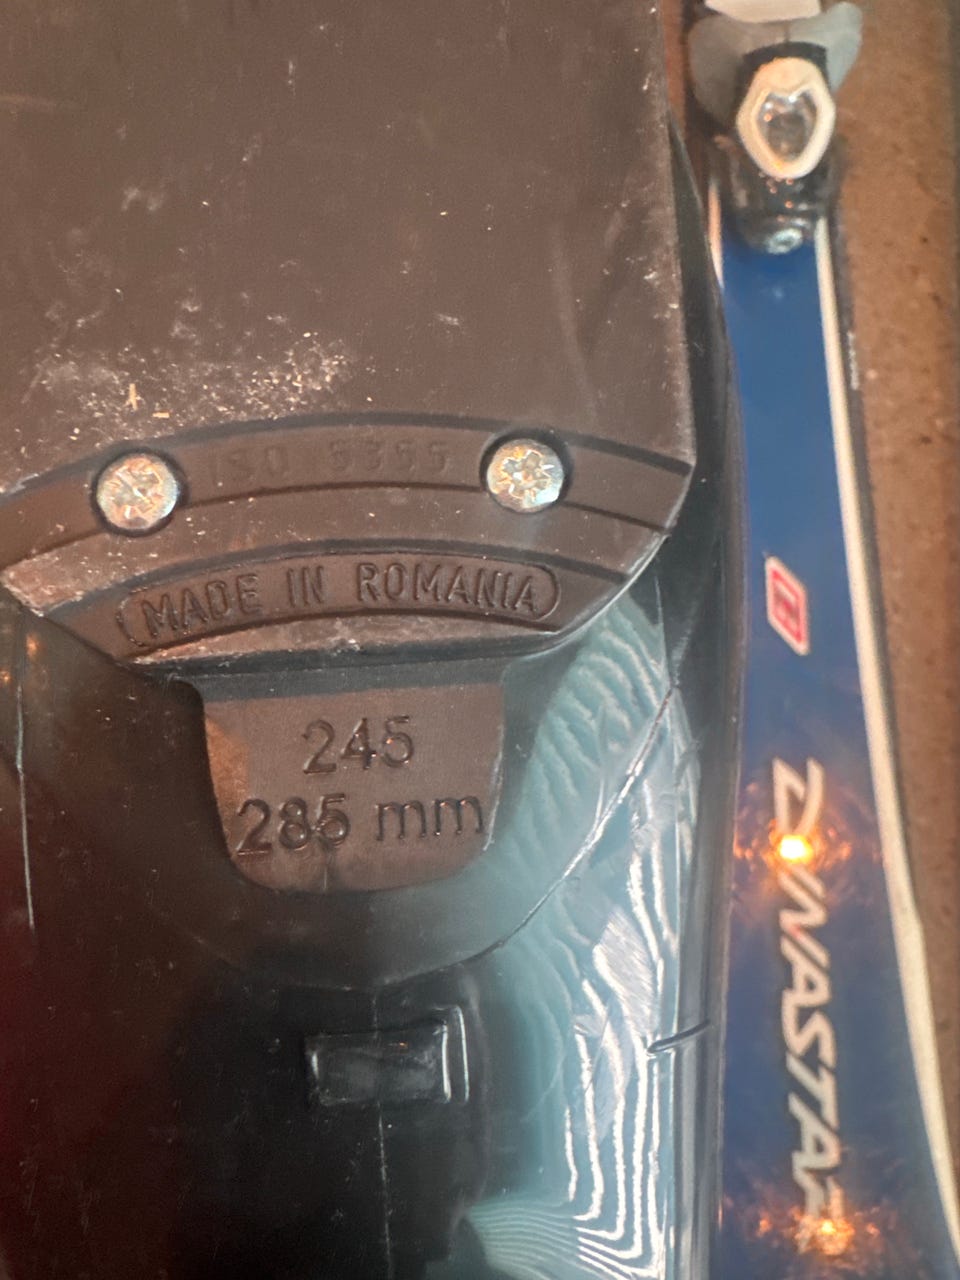 ISO 5355
MADE IN ROMANIA
245
285 mm
DYNASTAR